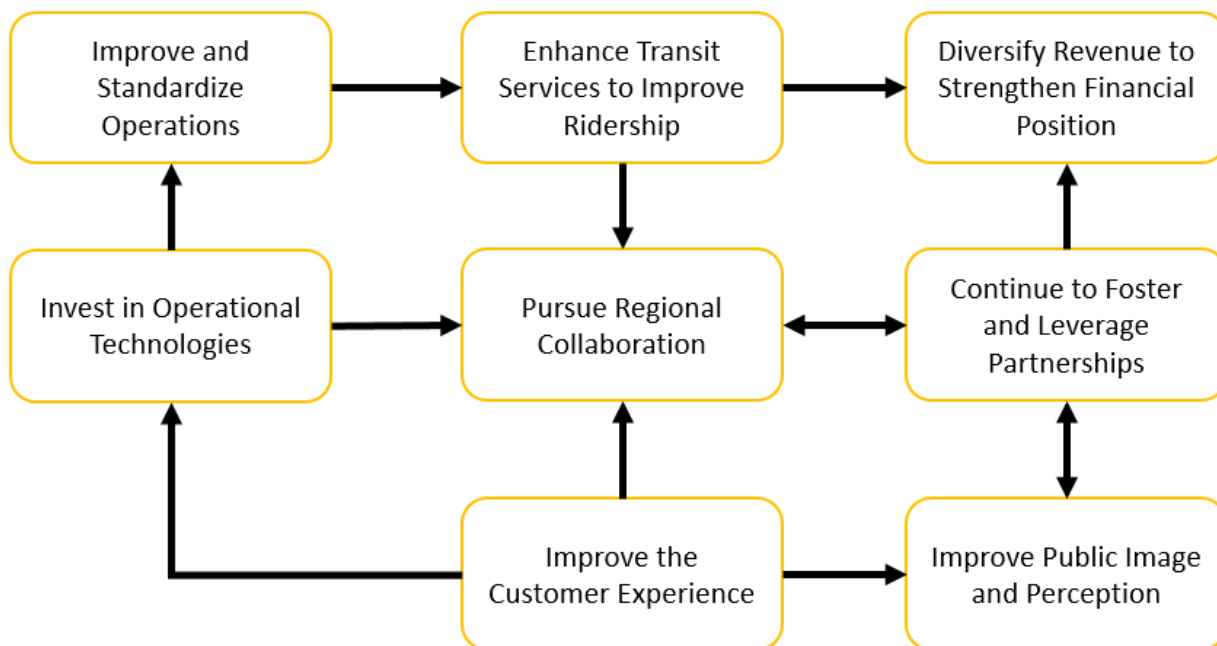 Improve and
Standardize
Operations
Enhance Transit
Services to Improve
Ridership
Diversify Revenue to
Strengthen Financial
Position
Invest in Operational
Technologies
Pursue Regional
Collaboration
Continue to Foster
and Leverage
Partnerships
Improve the
Customer Experience
Improve Public Image
and Perception